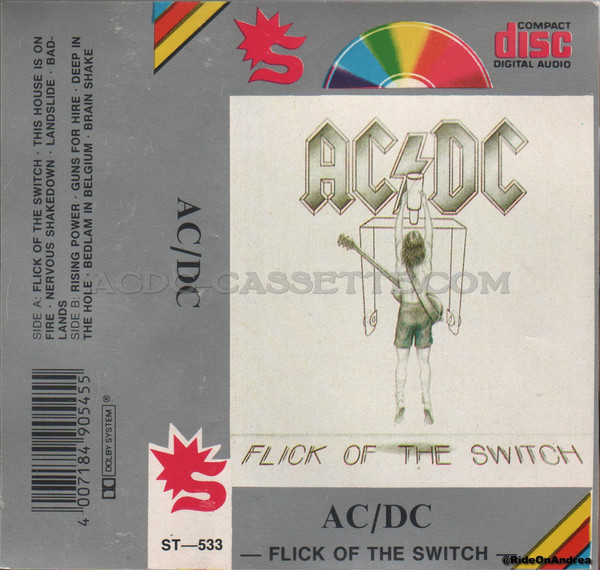 SIDE A: FLICK OF THE SWITCH · THIS HOUSE IS ON
FIRE · NERVOUS SHAKEDOWN · LANDSLIDE · BAD-
LANDS
SIDE B: RISING POWER · GUNS FOR HIRE · DEEP IN
THE HOLE · BEDLAM IN BELGIUM · BRAIN SHAKE
4 007184 905455
DOLBY SYSTEM ®
AC/DC
S
ST—533
S
COMPACT
disc
DIGITAL AUDIO
AC/DC
ACDC-CASSETTE.COM
FLICK OF THE SWITCH
AC/DC
— FLICK OF THE SWITCH —
@RideOnAndrea